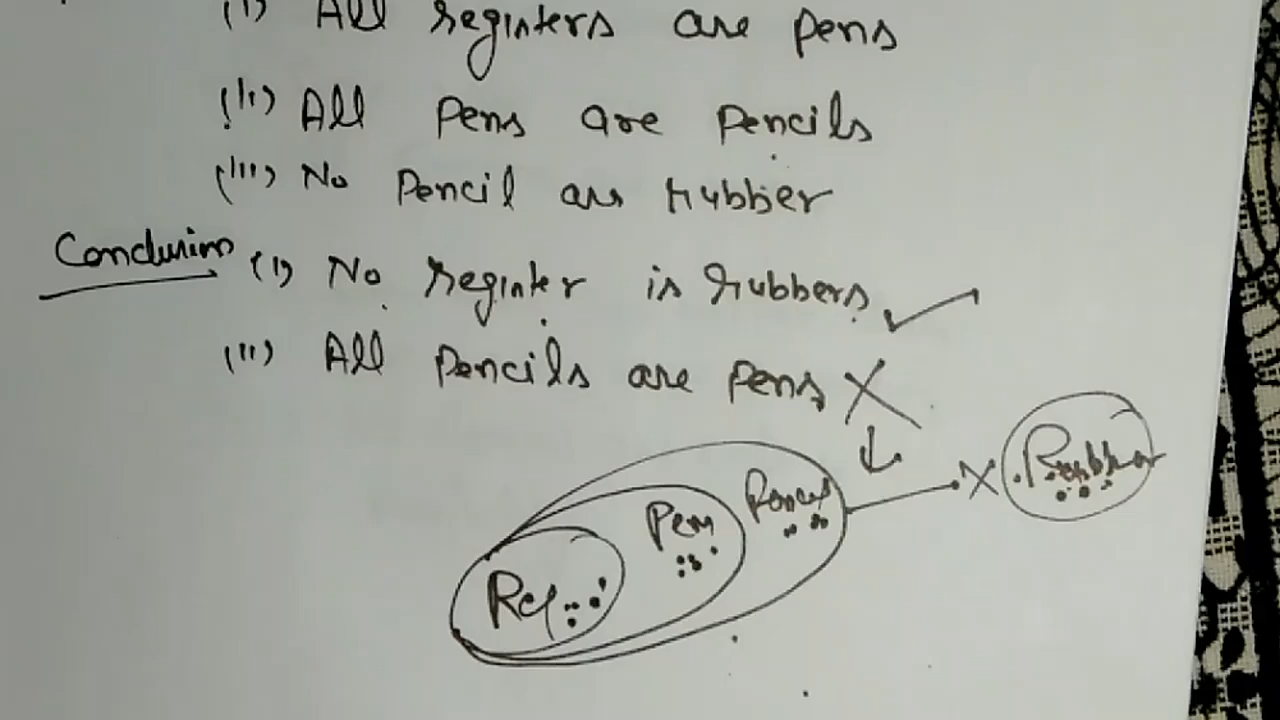 (i) All registers are pens
(ii) All Pens are pencils
(iii) No Pencil are rubber
Conclusion (i) No register is rubbers
(ii) All pencils are pens
Pen Pencil Rubber
Reg